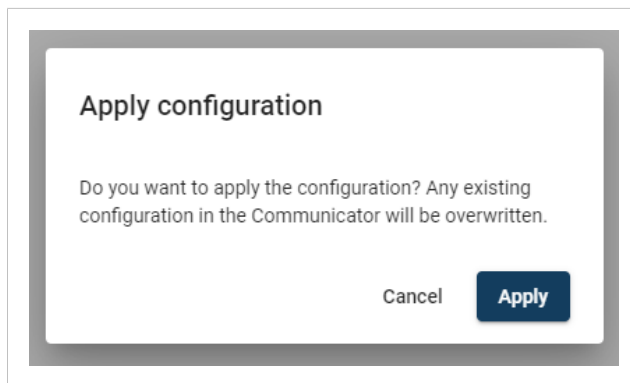 Apply configuration
Do you want to apply the configuration? Any existing
configuration in the Communicator will be overwritten.
Cancel
Apply